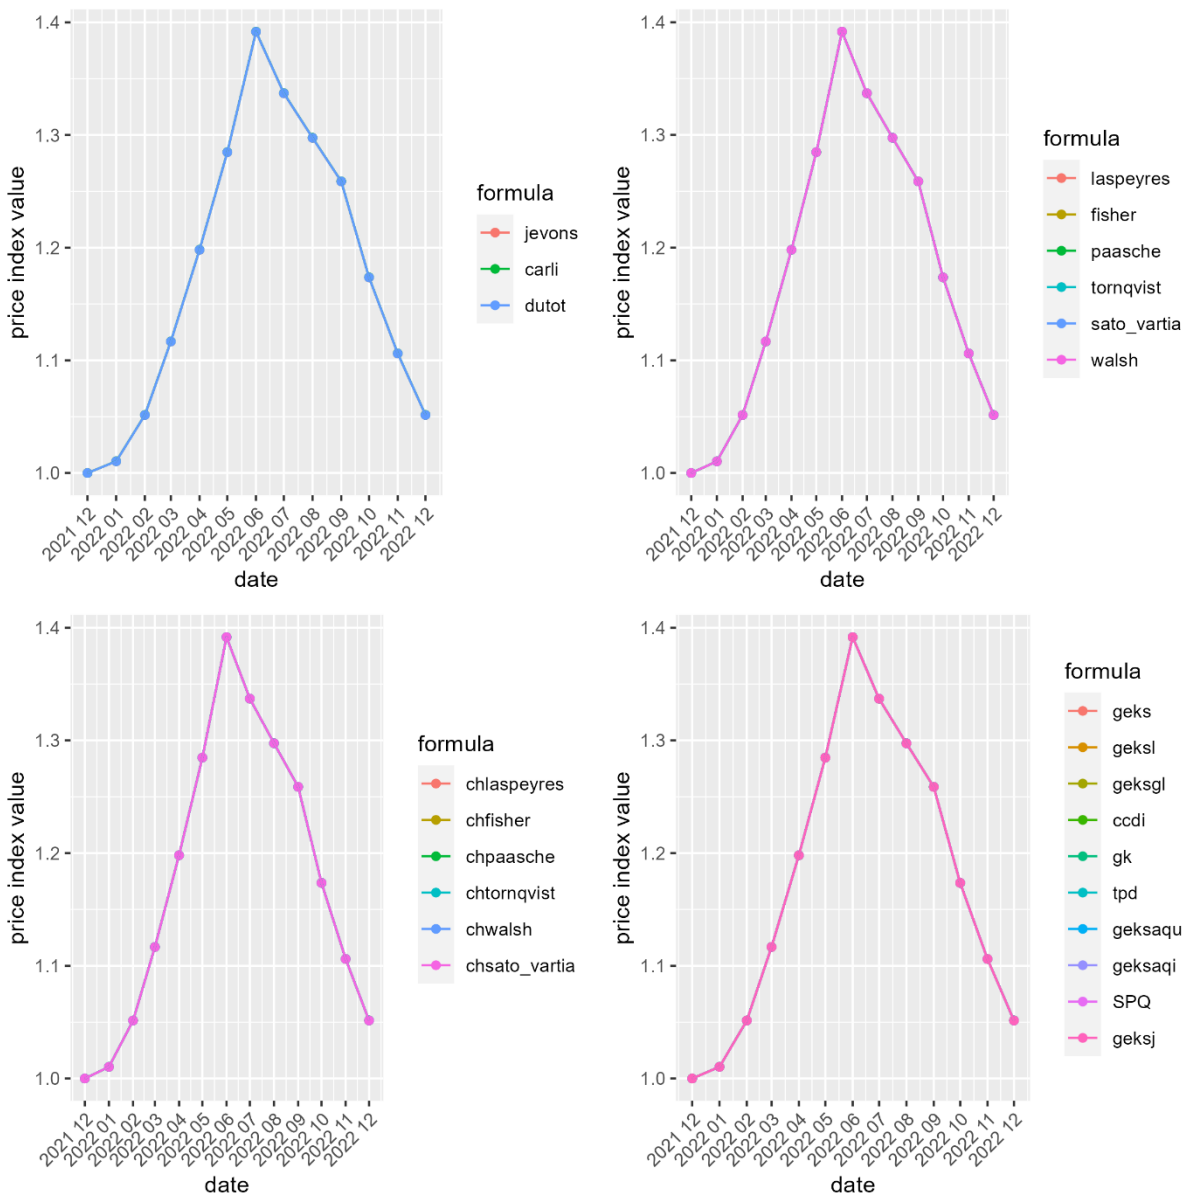 1.4
1.3
1.2
1.1
1.0
price index value
2021 12
2022 01
2022 02
2022 03
2022 04
2022 05
2022 06
2022 07
2022 08
2022 09
2022 10
2022 11
2022 12
date
formula
jevons
carli
dutot
1.4
1.3
1.2
1.1
1.0
price index value
2021 12
2022 01
2022 02
2022 03
2022 04
2022 05
2022 06
2022 07
2022 08
2022 09
2022 10
2022 11
2022 12
date
formula
laspeyres
fisher
paasche
tornqvist
sato_vartia
walsh
1.4
1.3
1.2
1.1
1.0
price index value
2021 12
2022 01
2022 02
2022 03
2022 04
2022 05
2022 06
2022 07
2022 08
2022 09
2022 10
2022 11
2022 12
date
formula
chlaspeyres
chfisher
chpaasche
chtornqvist
chwalsh
chsato_vartia
1.4
1.3
1.2
1.1
1.0
price index value
2021 12
2022 01
2022 02
2022 03
2022 04
2022 05
2022 06
2022 07
2022 08
2022 09
2022 10
2022 11
2022 12
date
formula
geks
geksl
geksgl
ccdi
gk
tpd
geksaqu
geksaqi
SPQ
geksj